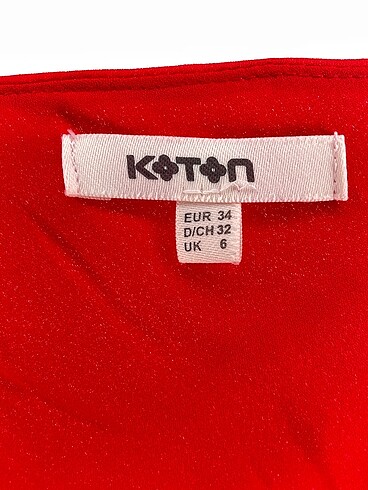 KOTON
EUR 34
D/CH 32
UK 6